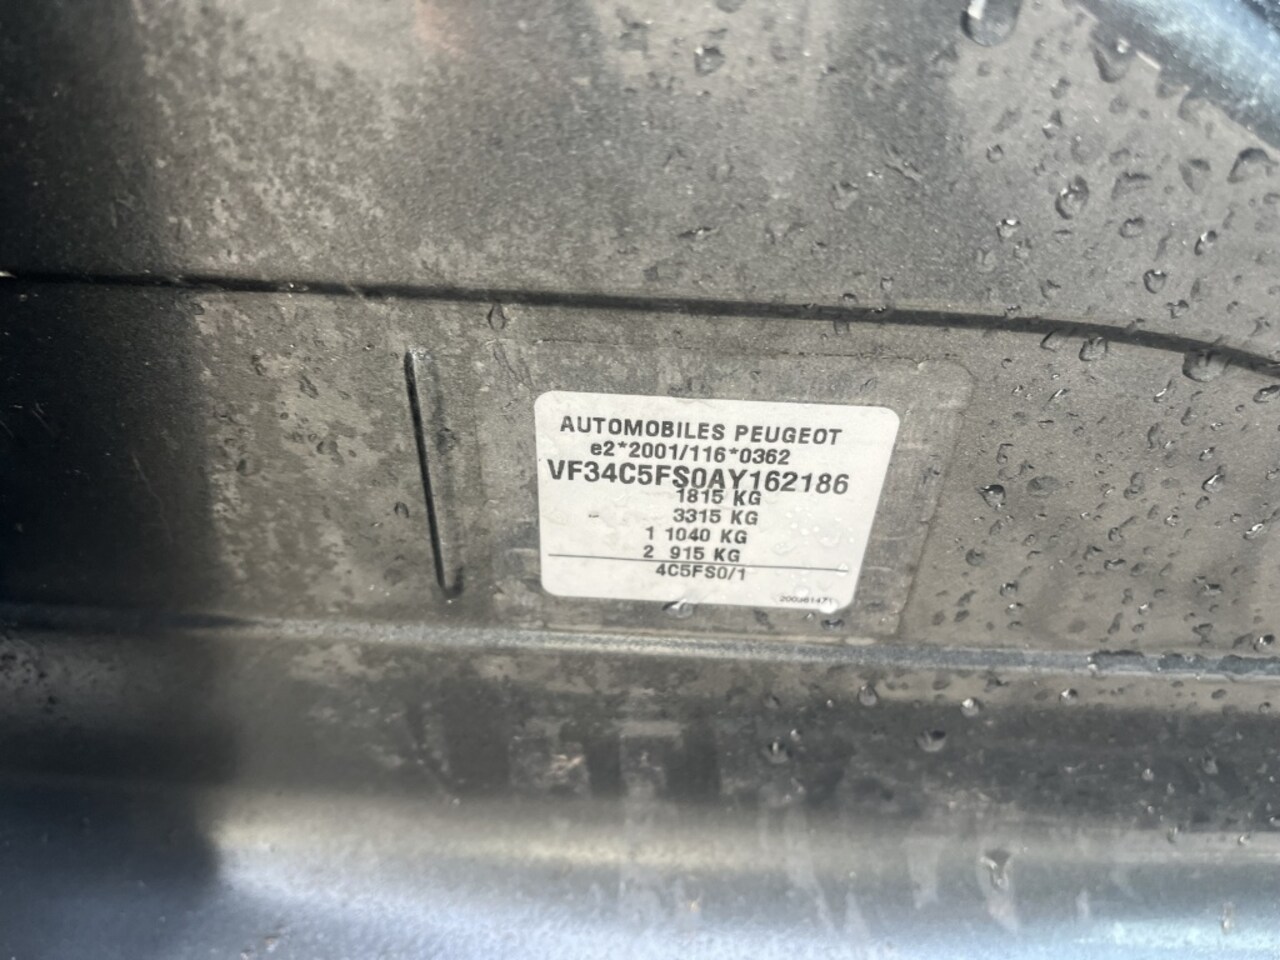 AUTOMOBILES PEUGEOT
e2*2001/116*0362
VF34C5FS0AY162186
1815 KG
3315 KG
1 1040 KG
2 915 KG
4C5FS0/1